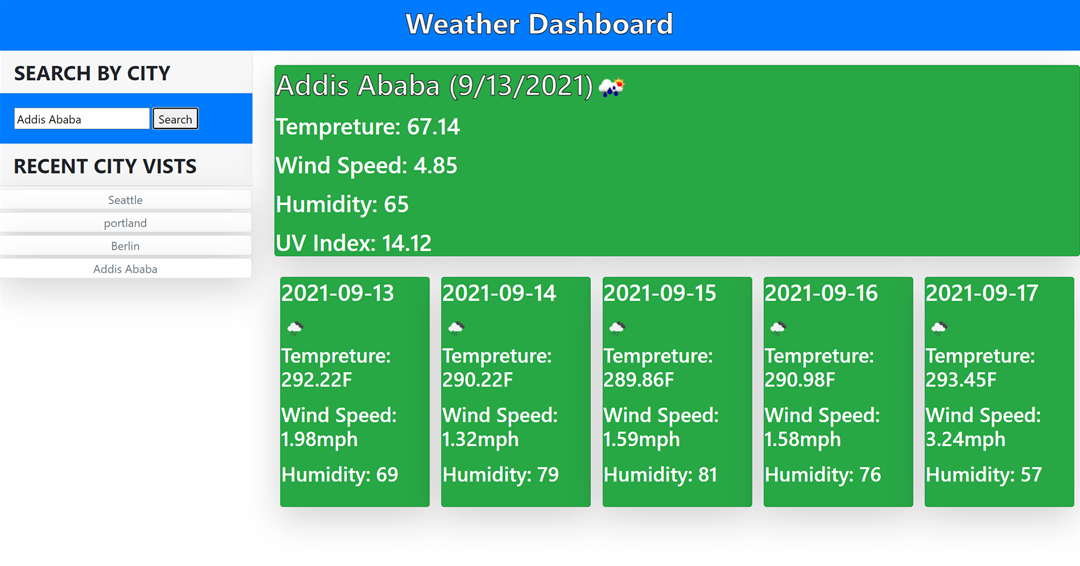 Weather Dashboard
SEARCH BY CITY
Addis Ababa Search
RECENT CITY VISTS
Seattle
portland
Berlin
Addis Ababa
Addis Ababa (9/13/2021)
Tempreture: 67.14
Wind Speed: 4.85
Humidity: 65
UV Index: 14.12
2021-09-13
Tempreture:
292.22F
Wind Speed:
1.98mph
Humidity: 69
2021-09-14
Tempreture:
290.22F
Wind Speed:
1.32mph
Humidity: 79
2021-09-15
Tempreture:
289.86F
Wind Speed:
1.59mph
Humidity: 81
2021-09-16
Tempreture:
290.98F
Wind Speed:
1.58mph
Humidity: 76
2021-09-17
Tempreture:
293.45F
Wind Speed:
3.24mph
Humidity: 57